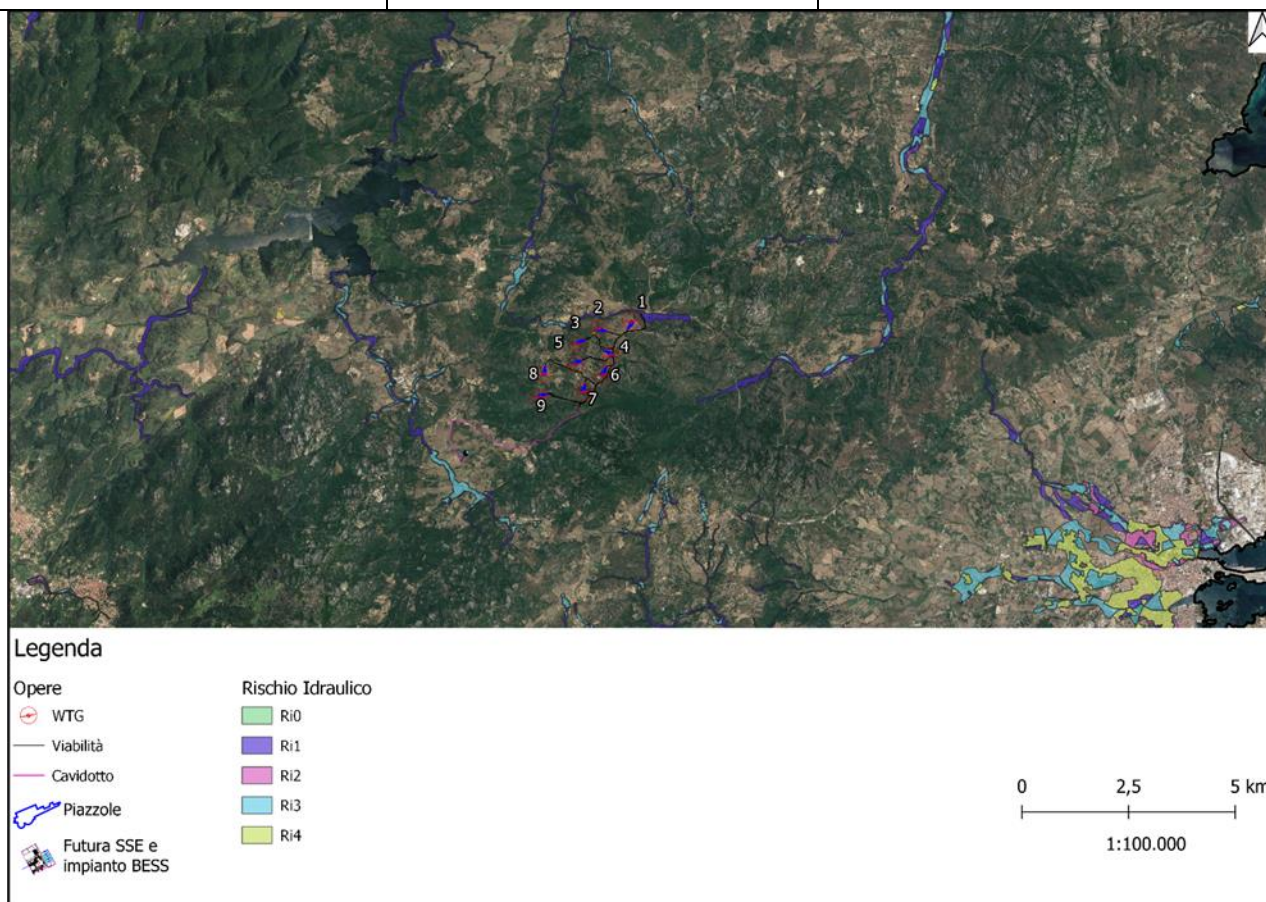 1
2
3
5
4
8
6
7
9
Legenda
Opere
WTG
Viabilità
Cavidotto
Piazzole
Futura SSE e
impianto BESS
Rischio Idraulico
Ri0
Ri1
Ri2
Ri3
Ri4
0 2,5 5 km
1:100.000